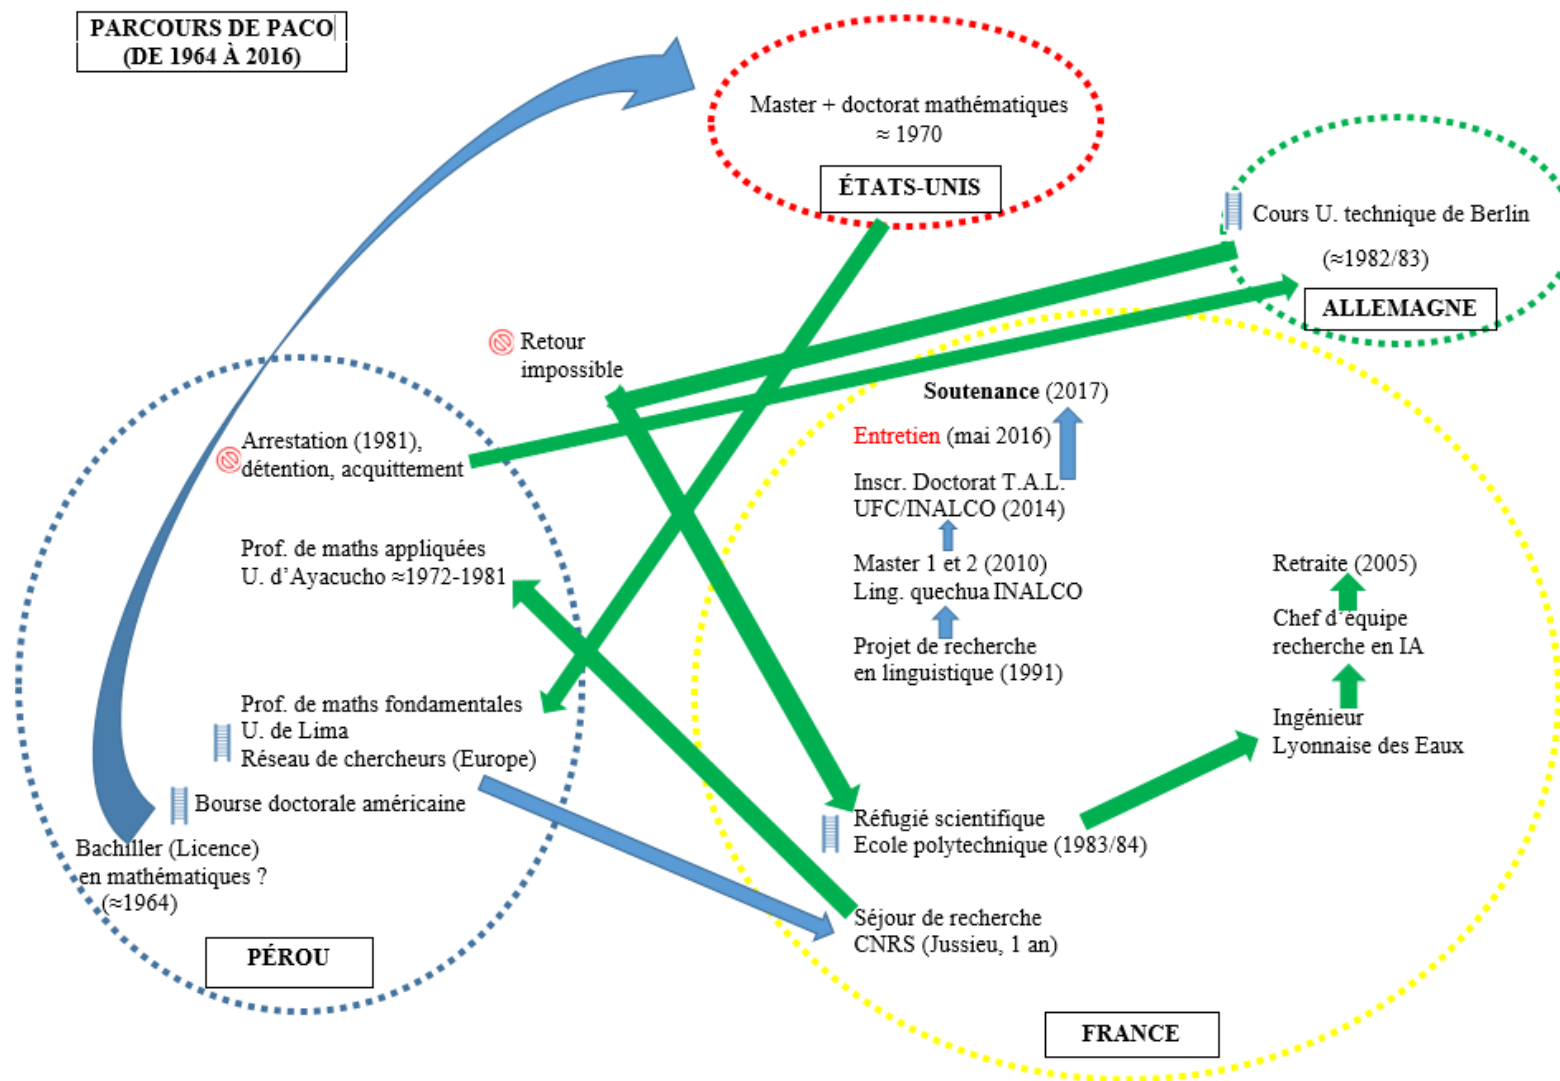 PARCOURS DE PACO
(DE 1964 À 2016)
Master + doctorat mathématiques
≈ 1970
ÉTATS-UNIS
Cours U. technique de Berlin
(≈1982/83)
ALLEMAGNE
Retour
impossible
Arrestation (1981),
détention, acquittement
Prof. de maths appliquées
U. d’Ayacucho ≈1972-1981
Prof. de maths fondamentales
U. de Lima
Réseau de chercheurs (Europe)
Bourse doctorale américaine
Bachiller (Licence)
en mathématiques ?
(≈1964)
PÉROU
Soutenance (2017)
Entretien (mai 2016)
Inscr. Doctorat T.A.L.
UFC/INALCO (2014)
Master 1 et 2 (2010)
Ling. quechua INALCO
Projet de recherche
en linguistique (1991)
Retraite (2005)
Chef d’équipe
recherche en IA
Ingénieur
Lyonnaise des Eaux
Réfugié scientifique
Ecole polytechnique (1983/84)
Séjour de recherche
CNRS (Jussieu, 1 an)
FRANCE